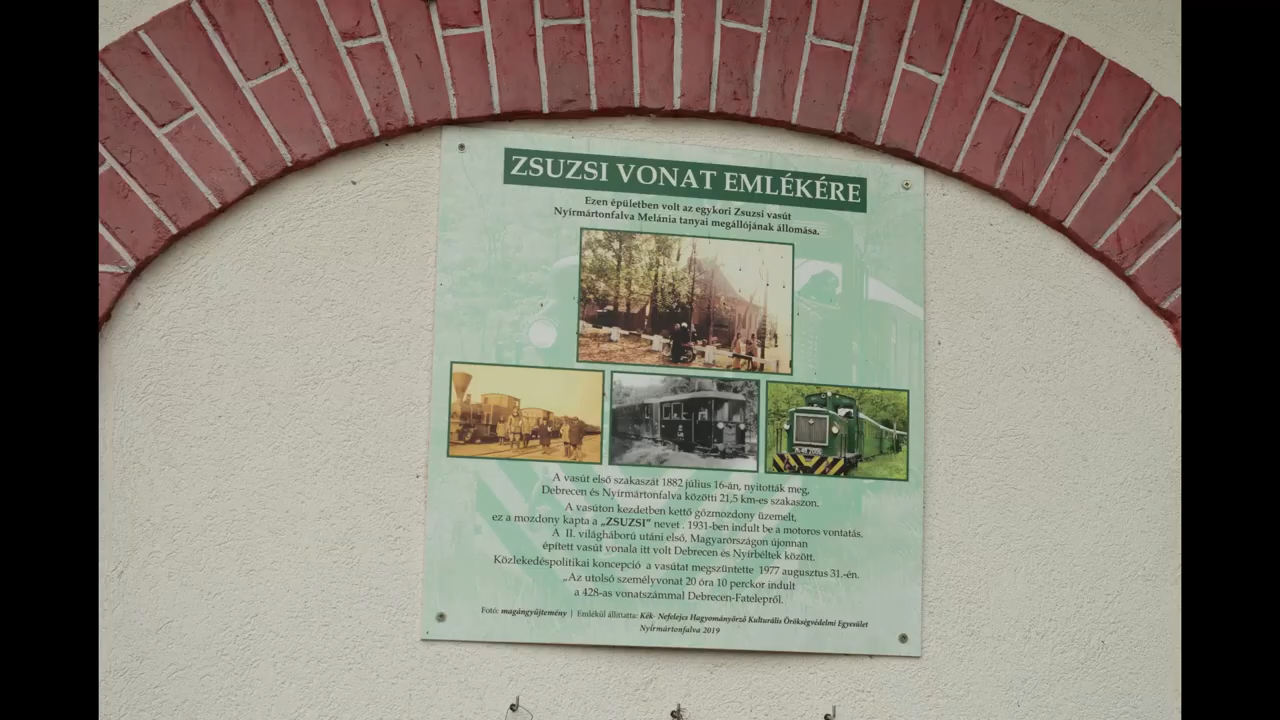 ZSUZSI VONAT EMLÉKÉRE
Ezen épületben volt az egykori Zsuzsi vasút
Nyírmártonfalva Melánia tanyai megállójának állomása.
A vasút első szakaszát 1882 július 16-án, nyitották meg,
Debrecen és Nyírmártonfalva közötti 21,5 km-es szakaszon.
A vasúton kezdetben kettő gőzmozdony üzemelt,
ez a mozdony kapta a „ZSUZSI” nevet . 1931-ben indult be a motoros vontatás.
A II. világháború utáni első, Magyarországon újonnan
épített vasút vonala itt volt Debrecen és Nyírbéltek között.
Közlekedéspolitikai koncepció a vasútat megszüntette 1977 augusztus 31.-én.
„Az utolsó személyvonat 20 óra 10 perckor indult
a 428-as vonatszámmal Debrecen-Fatelepről.
Fotó: magángyűjtemény | Emlékül állíttatta: Kék- Nefelejcs Hagyományőrző Kulturális Örökségvédelmi Egyesület
Nyírmártonfalva 2019